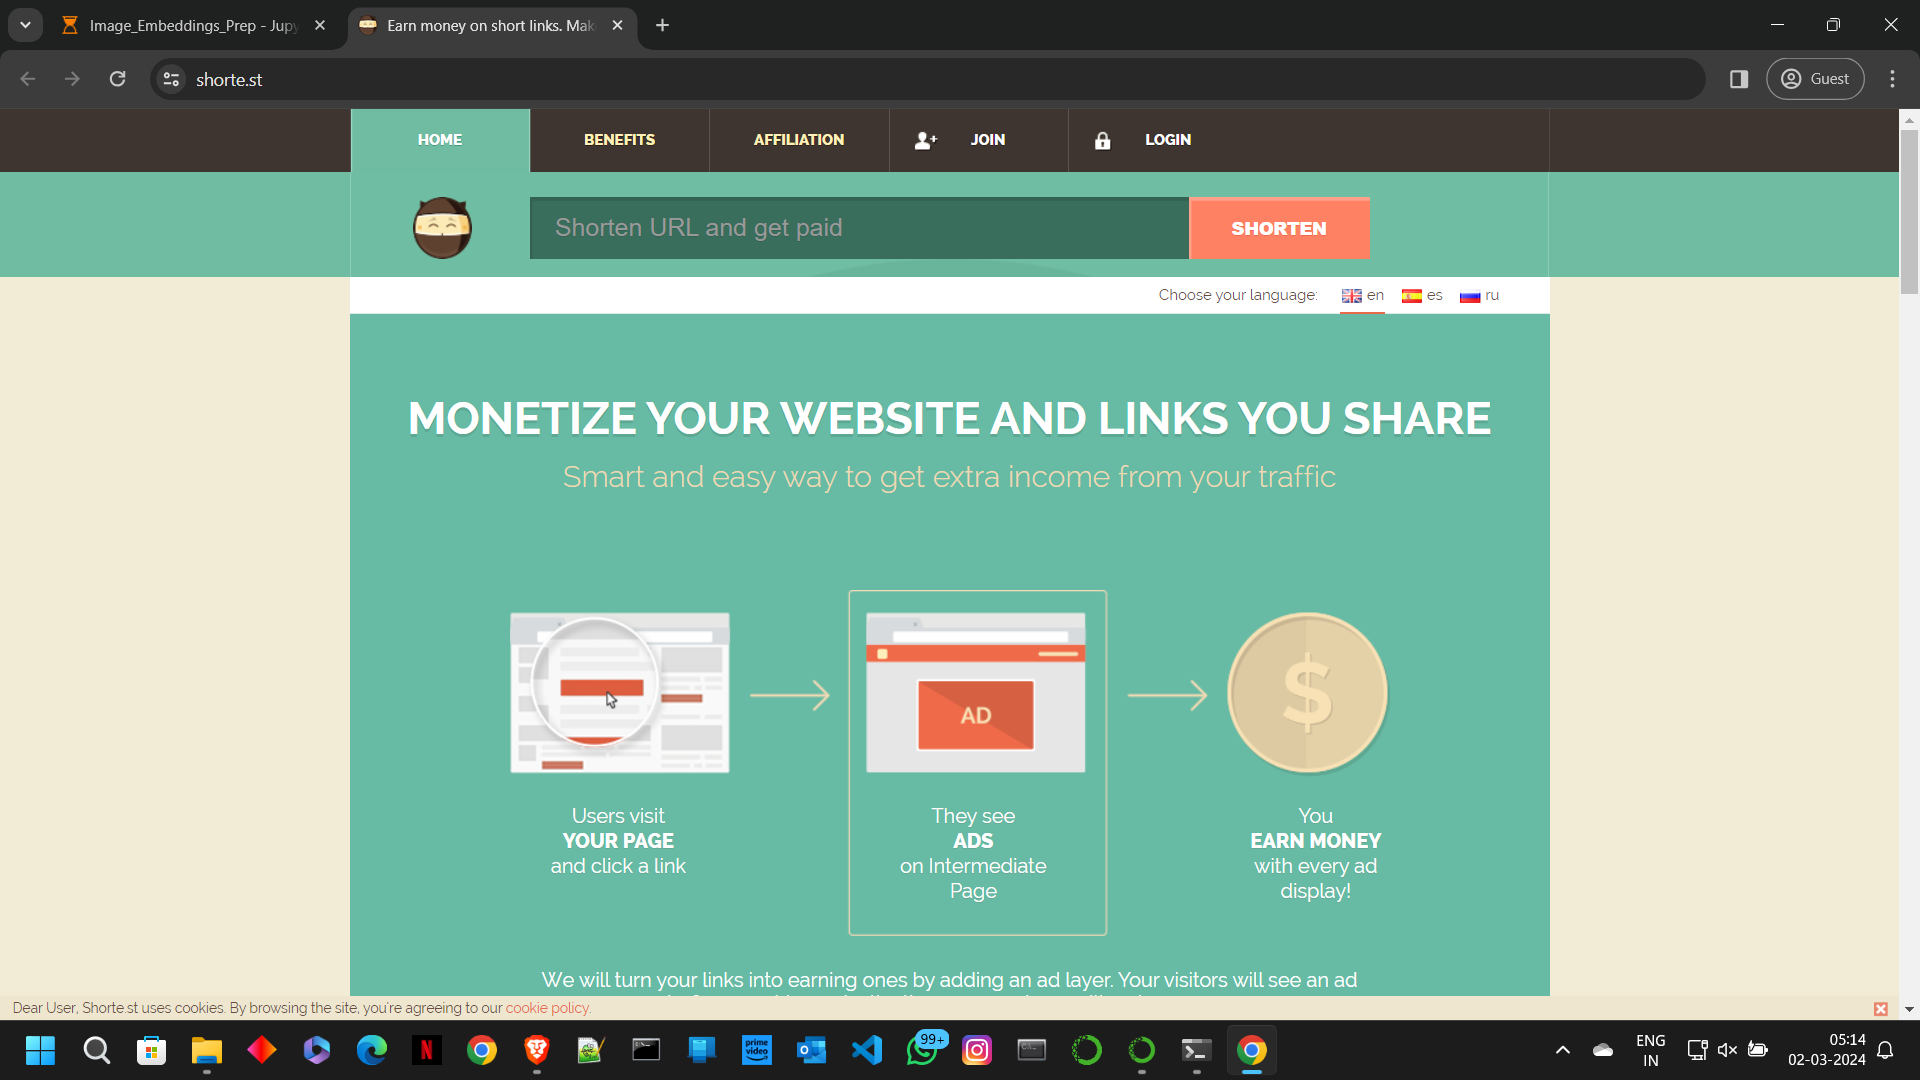 Image_Embeddings_Prep - Jupy
Earn money on short links. Mak
shorte.st
Guest
HOME
BENEFITS
AFFILIATION
JOIN
LOGIN
Shorten URL and get paid
SHORTEN
Choose your language:
en
es
ru
MONETIZE YOUR WEBSITE AND LINKS YOU SHARE
Smart and easy way to get extra income from your traffic
AD
$
Users visit
YOUR PAGE
and click a link
They see
ADS
on Intermediate
Page
You
EARN MONEY
with every ad
display!
We will turn your links into earning ones by adding an ad layer. Your visitors will see an ad
Dear User, Shorte.st uses cookies. By browsing the site, you're agreeing to our cookie policy.
N
prime
video
99+
ENG
IN
05:14
02-03-2024